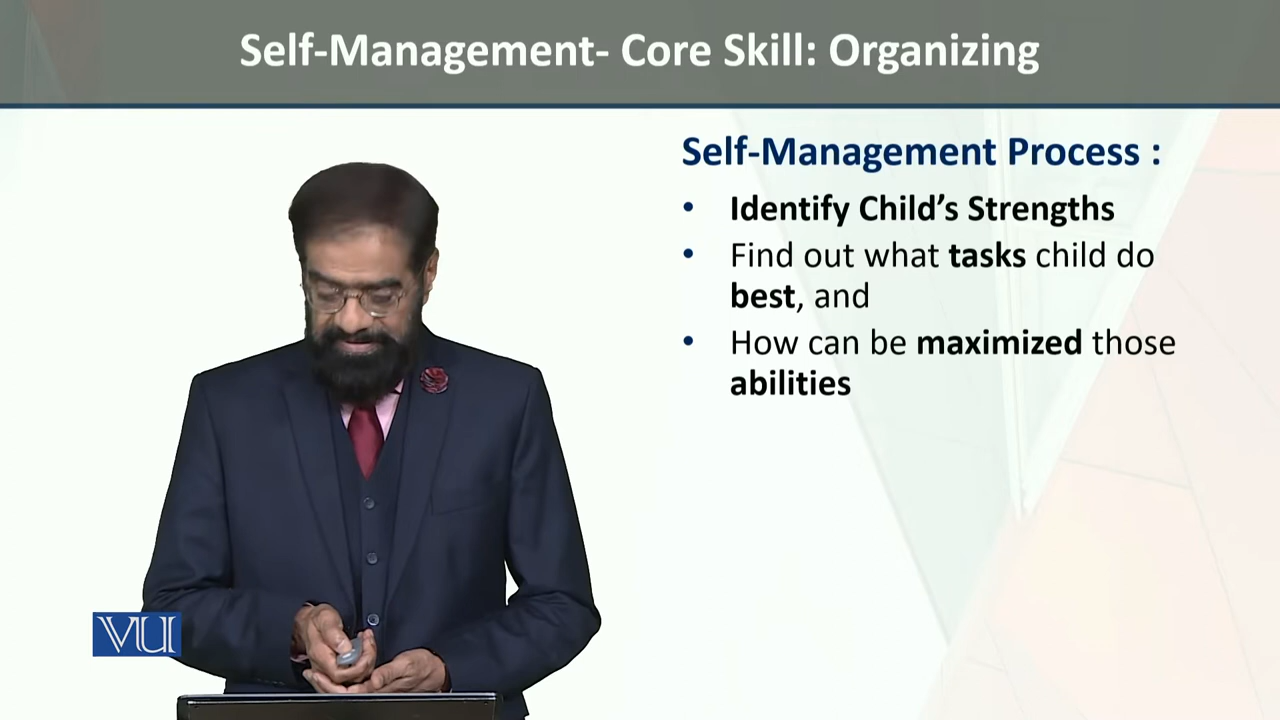 Self-Management- Core Skill: Organizing
Self-Management Process :
• Identify Child’s Strengths
• Find out what tasks child do
best, and
• How can be maximized those
abilities
VU